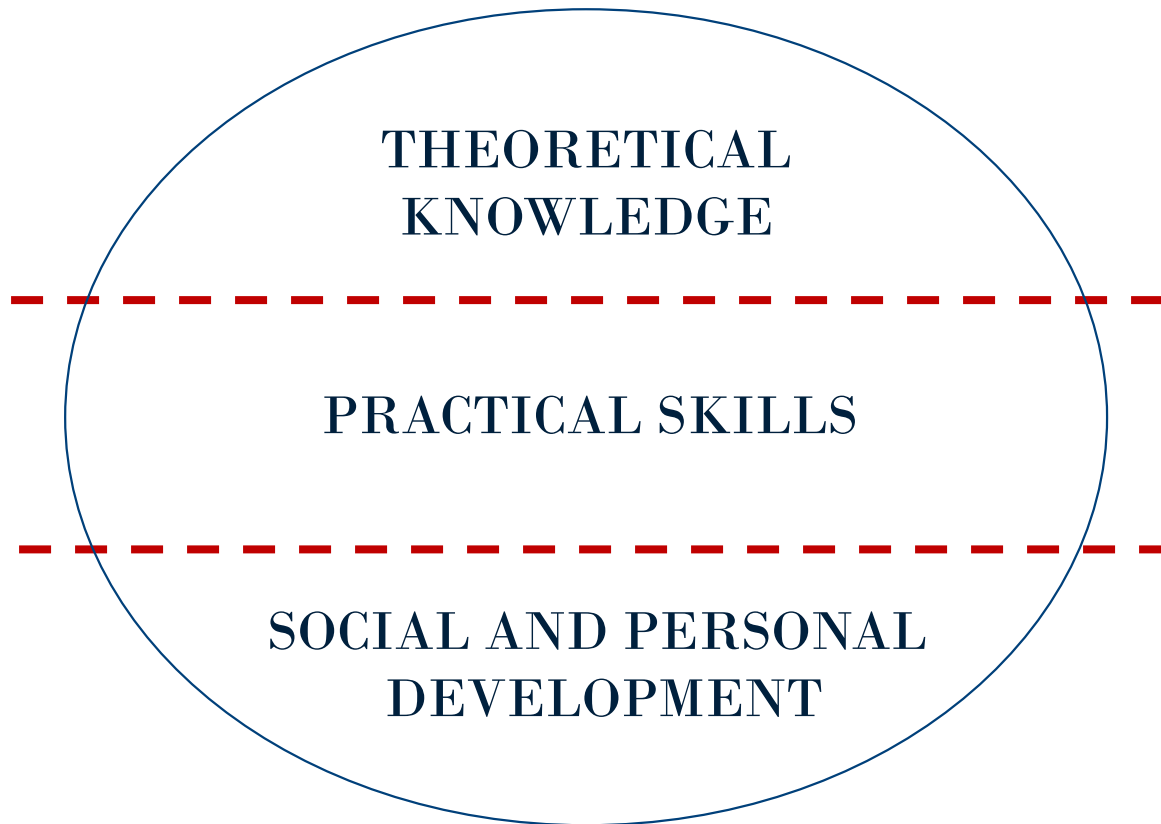 THEORETICAL
KNOWLEDGE
PRACTICAL SKILLS
SOCIAL AND PERSONAL
DEVELOPMENT